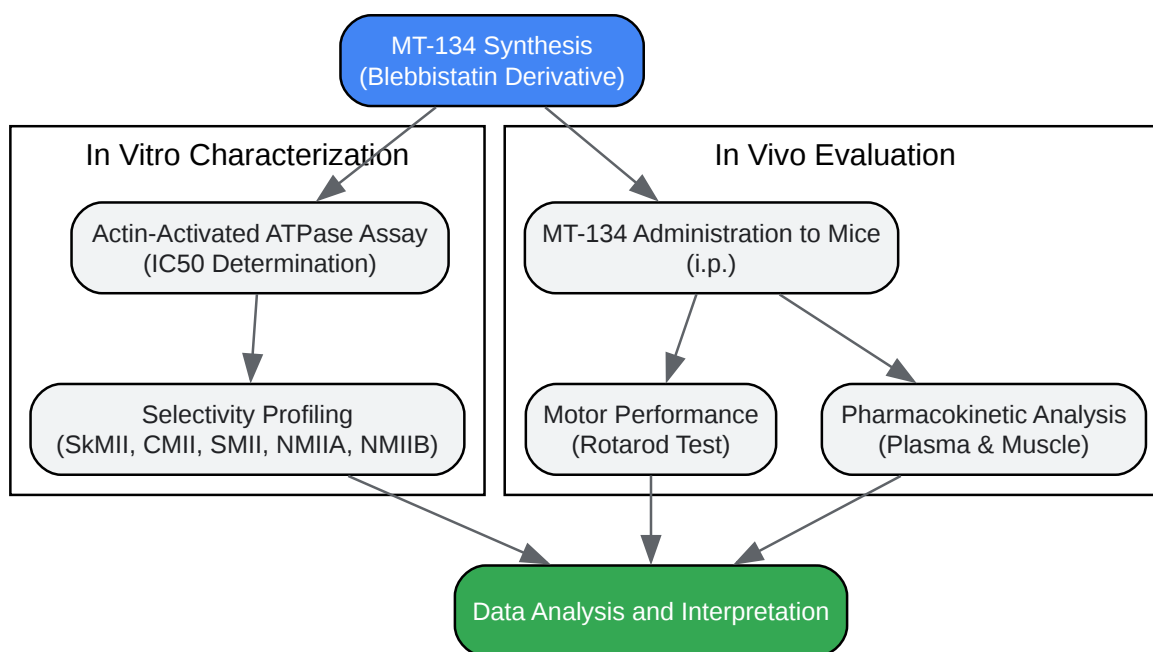 MT-134 Synthesis
(Blebbistatin Derivative)
In Vitro Characterization
In Vivo Evaluation
Actin-Activated ATPase Assay
(IC50 Determination)
MT-134 Administration to Mice
(i.p.)
Selectivity Profiling
(SkMII, CMII, SMII, NMIIA, NMIIB)
Motor Performance
(Rotarod Test)
Pharmacokinetic Analysis
(Plasma & Muscle)
Data Analysis and Interpretation